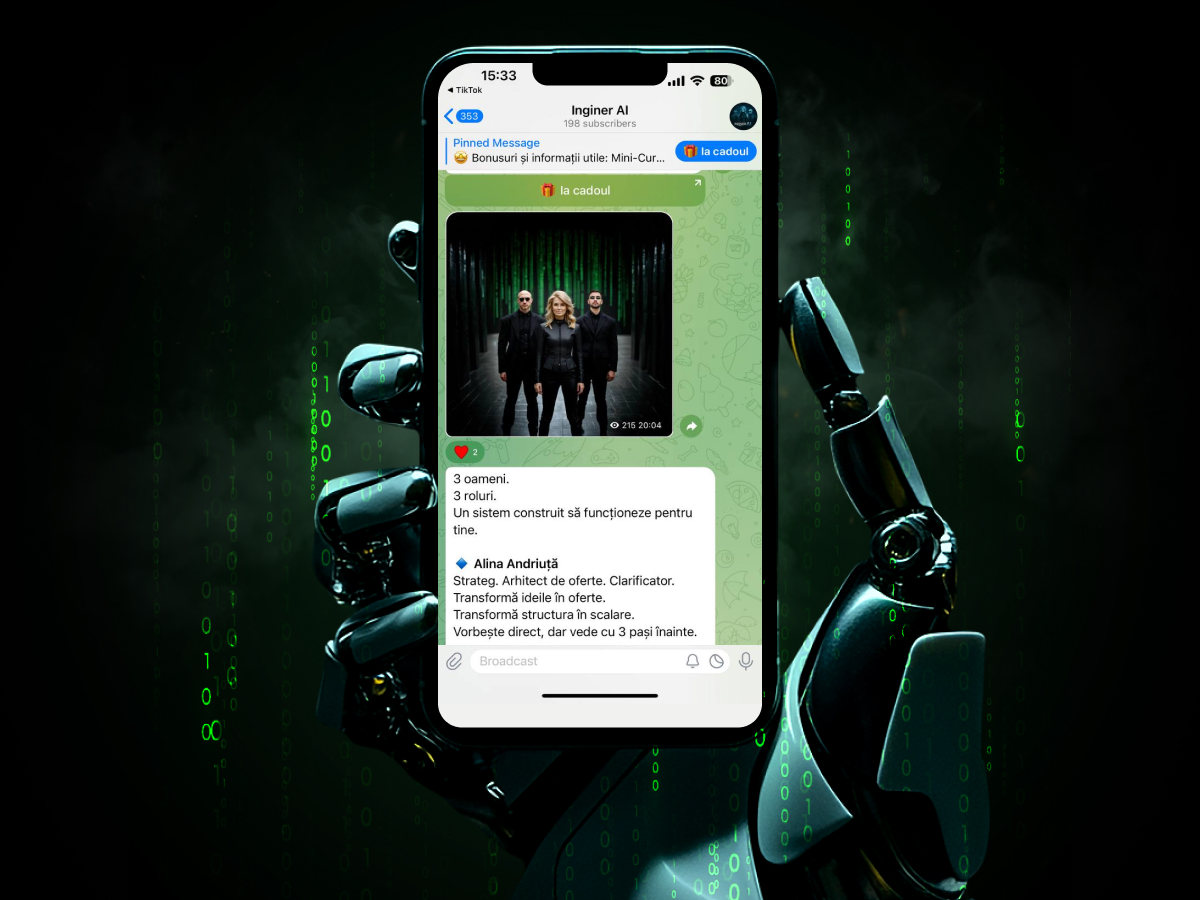 15:33
80
◀ TikTok
353
Inginer AI
198 subscribers
Pinned Message
🤩 Bonusuri și informații utile: Mini-Cur...
🎁 Ia cadoul
🎁 Ia cadoul
215 20:04
❤️ 2
3 oameni.
3 roluri.
Un sistem construit să funcționeze pentru
tine.
🔹 Alina Andriuță
Strateg. Arhitect de oferte. Clarificator.
Transformă ideile în oferte.
Transformă structura în scalare.
Vorbește direct, dar vede cu 3 pași înainte.
Broadcast